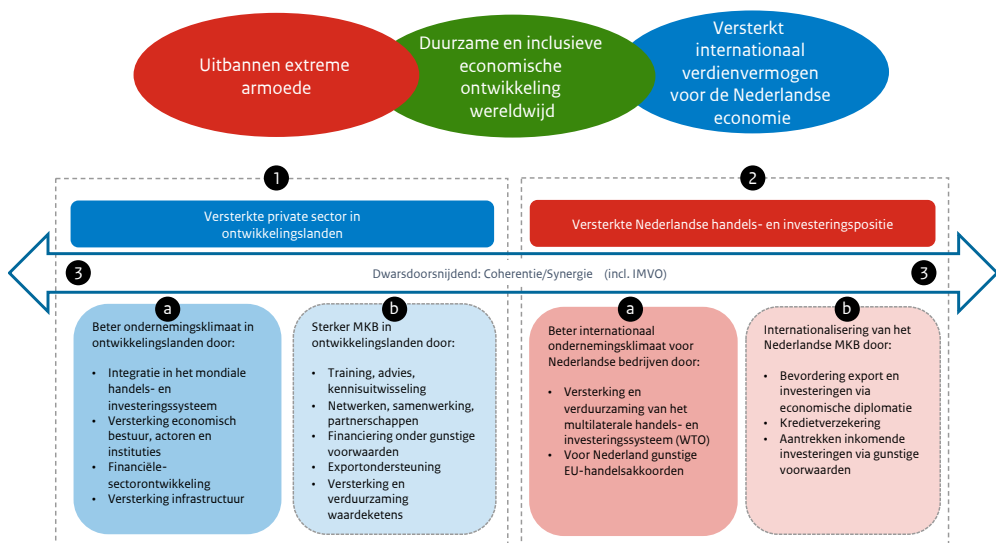 Uitbannen extreme
armoede
Duurzame en inclusieve
economische
ontwikkeling
wereldwijd
Versterkt
internationaal
verdienvermogen
voor de Nederlandse
economie
1
2
Versterkte private sector in
ontwikkelingslanden
Versterkte Nederlandse handels- en investeringspositie
3
Dwarsdoorsnijdend: Coherentie/Synergie (incl. IMVO)
3
a
Beter ondernemingsklimaat in
ontwikkelingslanden door:
• Integratie in het mondiale
handels- en
investeringssysteem
• Versterking economisch
bestuur, actoren en
instituties
• Financiële-
sectorontwikkeling
• Versterking infrastructuur
b
Sterker MKB in
ontwikkelingslanden door:
• Training, advies,
kennisuitwisseling
• Netwerken, samenwerking,
partnerschappen
• Financiering onder gunstige
voorwaarden
• Exportondersteuning
• Versterking en
verduurzaming
waardeketens
a
Beter internationaal
ondernemingsklimaat voor
Nederlandse bedrijven door:
• Versterking en
verduurzaming van het
multilaterale handels- en
investeringssysteem (WTO)
• Voor Nederland gunstige
EU-handelsakkoorden
b
Internationalisering van het
Nederlandse MKB door:
• Bevordering export en
investeringen via
economische diplomatie
• Kredietverzekering
• Aantrekken inkomende
investeringen via gunstige
voorwaarden